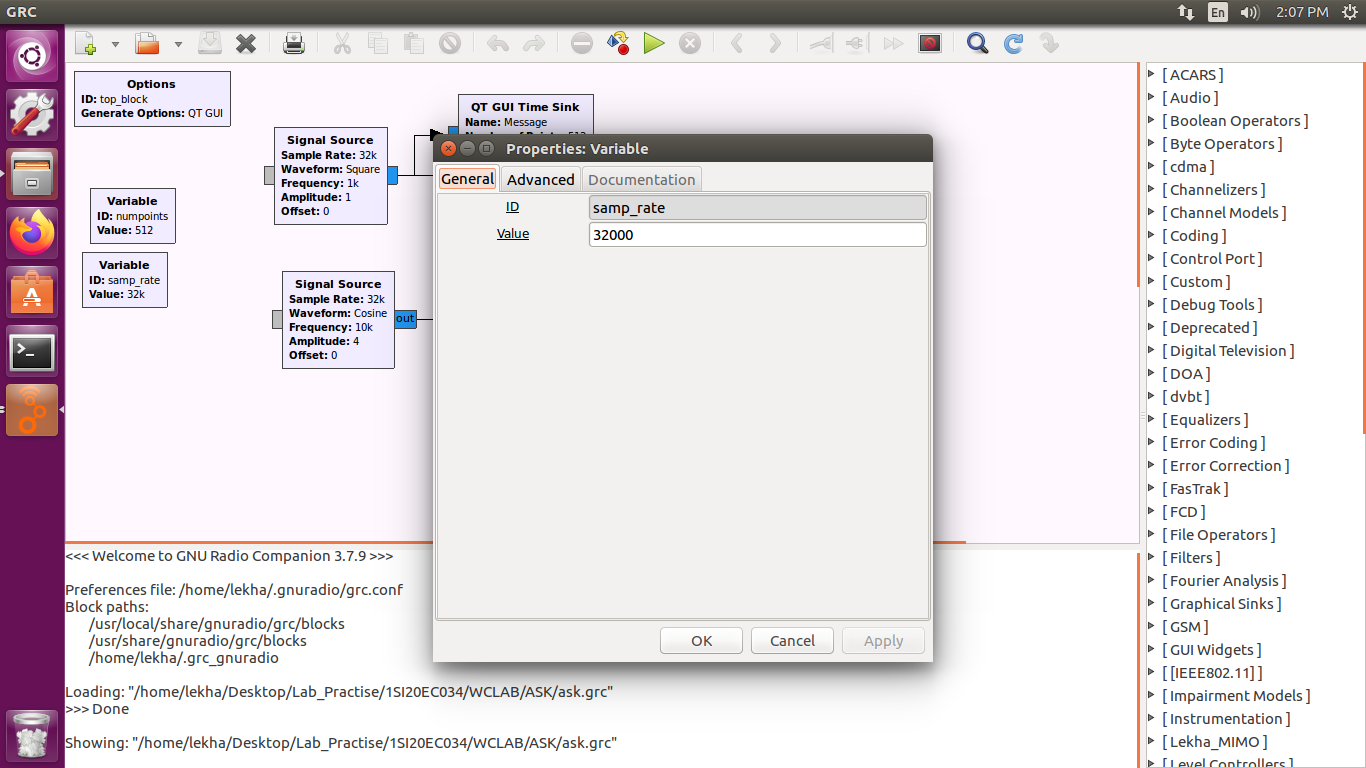 GRC
En
2:07 PM
Options
ID: top_block
Generate Options: QT GUI
QT GUI Time Sink
Name: Message
Signal Source
Sample Rate: 32k
Waveform: Square
Frequency: 1k
Amplitude: 1
Offset: 0
Variable
ID: numpoints
Value: 512
Variable
ID: samp_rate
Value: 32k
Signal Source
Sample Rate: 32k
Waveform: Cosine
Frequency: 10k
Amplitude: 4
Offset: 0
out
Properties: Variable
General
Advanced
Documentation
ID
samp_rate
Value
32000
OK
Cancel
Apply
[ ACARS ]
[ Audio ]
[ Boolean Operators ]
[ Byte Operators ]
[ cdma ]
[ Channelizers ]
[ Channel Models ]
[ Coding ]
[ Control Port ]
[ Custom ]
[ Debug Tools ]
[ Deprecated ]
[ Digital Television ]
[ DOA ]
[ dvbt ]
[ Equalizers ]
[ Error Coding ]
[ Error Correction ]
[ FasTrak ]
[ FCD ]
[ File Operators ]
[ Filters ]
[ Fourier Analysis ]
[ Graphical Sinks ]
[ GSM ]
[ GUI Widgets ]
[ [IEEE802.11] ]
[ Impairment Models ]
[ Instrumentation ]
[ Lekha_MIMO ]
[ Level Controllers ]
<<< Welcome to GNU Radio Companion 3.7.9 >>>
Preferences file: /home/lekha/.gnuradio/grc.conf
Block paths:
/usr/local/share/gnuradio/grc/blocks
/usr/share/gnuradio/grc/blocks
/home/lekha/.grc_gnuradio
Loading: "/home/lekha/Desktop/Lab_Practise/1SI20EC034/WCLAB/ASK/ask.grc"
>>> Done
Showing: "/home/lekha/Desktop/Lab_Practise/1SI20EC034/WCLAB/ASK/ask.grc"